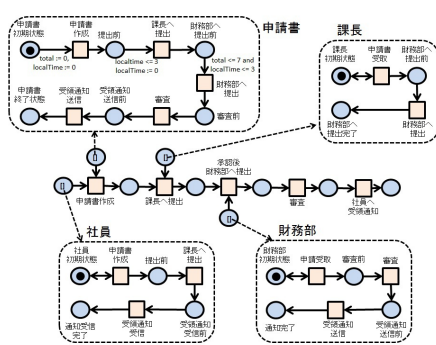 申請書
申請書
初期状態
申請書
作成
提出前
課長へ
提出
財務部へ
提出前
total := 0,
localTime := 0
localtime <= 3
localTime := 0
total <= 7 and
localTime <= 3
財務部へ
提出
申請書
終了状態
受領通知
送信
受領通知
送信前
審査
審査前
課長
課長
初期状態
申請書
受取
財務部へ
提出前
財務部へ
提出完了
財務部へ
提出
申請書作成
課長へ提出
承認後
財務部へ提出
審査
社員へ
受領通知
社員
社員
初期状態
申請書
作成
提出前
課長へ
提出
通知受信
完了
受領通知
受信
受領通知
受信前
財務部
財務部
初期状態
申請受取
審査前
審査
通知完了
受領通知
送信
受領通知
送信前